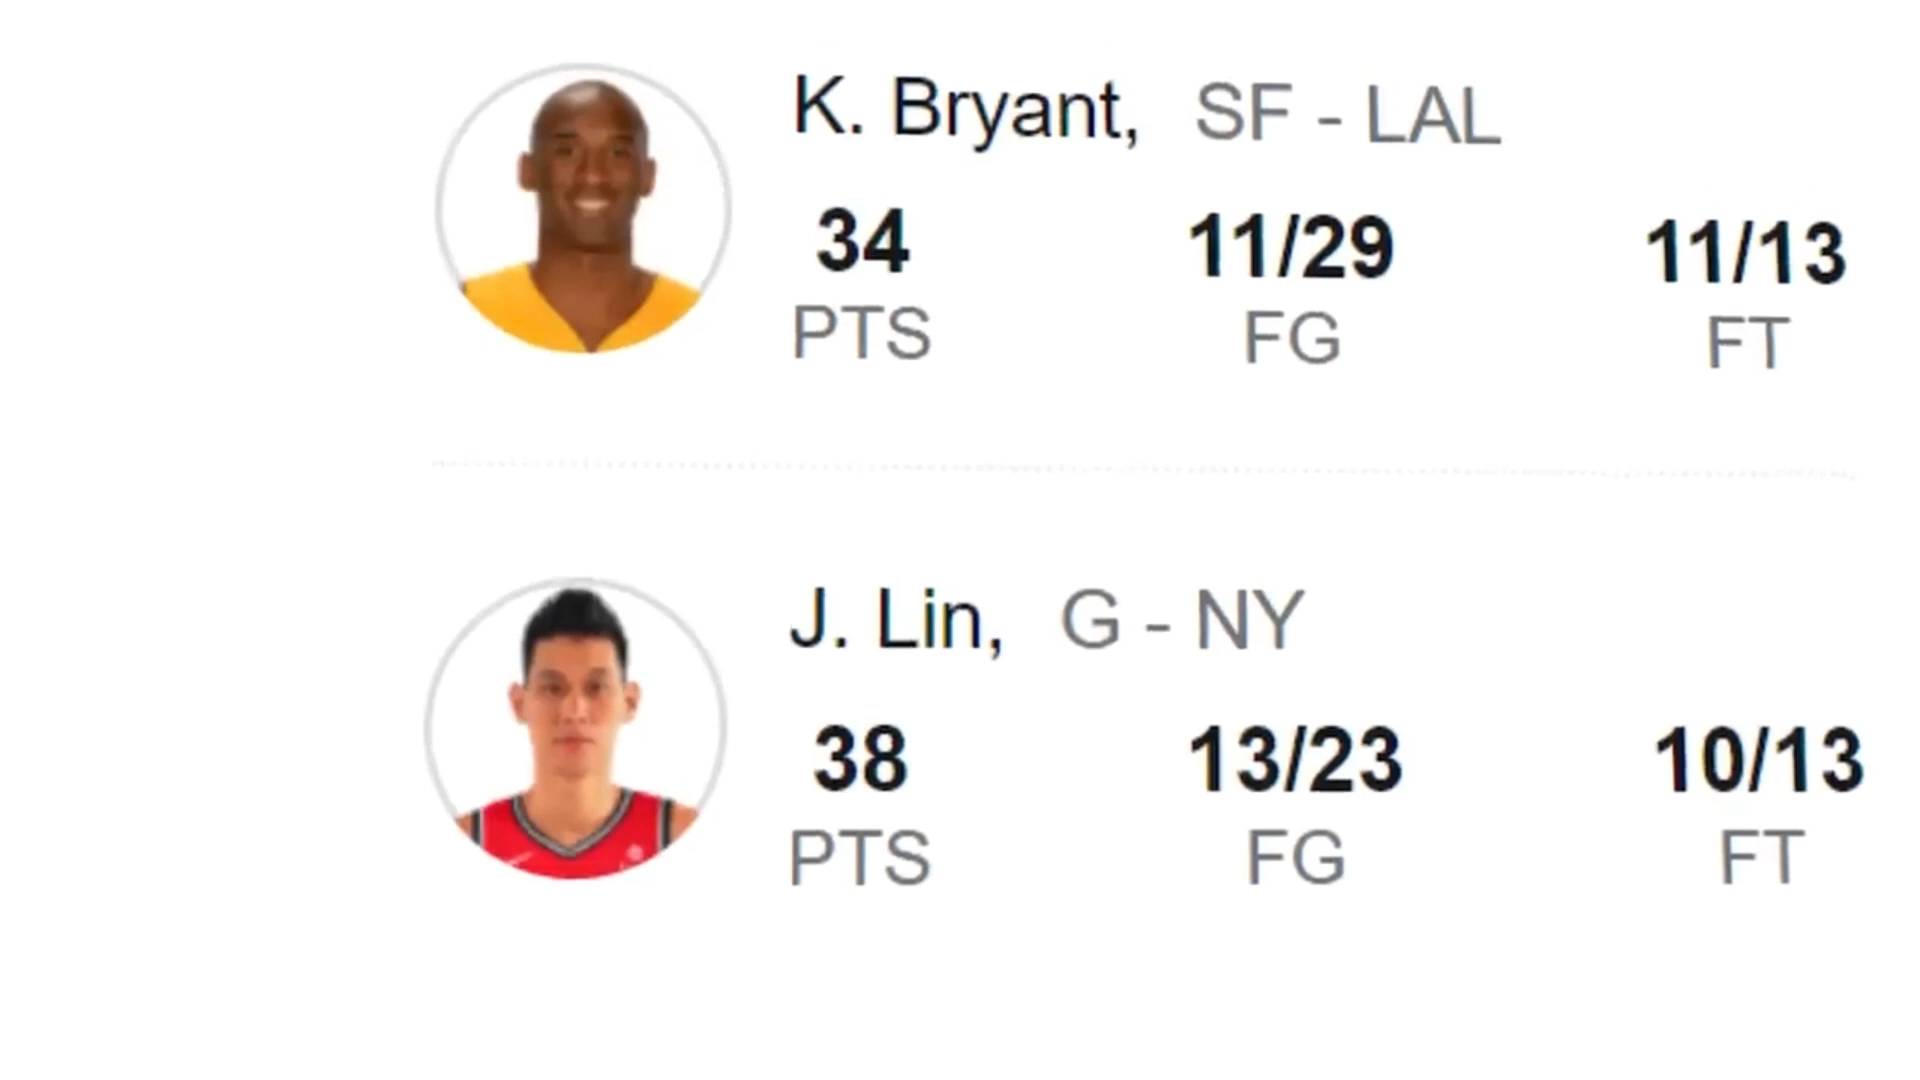 K. Bryant, SF - LAL
34 11/29 11/13
PTS FG FT
J. Lin, G - NY
38 13/23 10/13
PTS FG FT